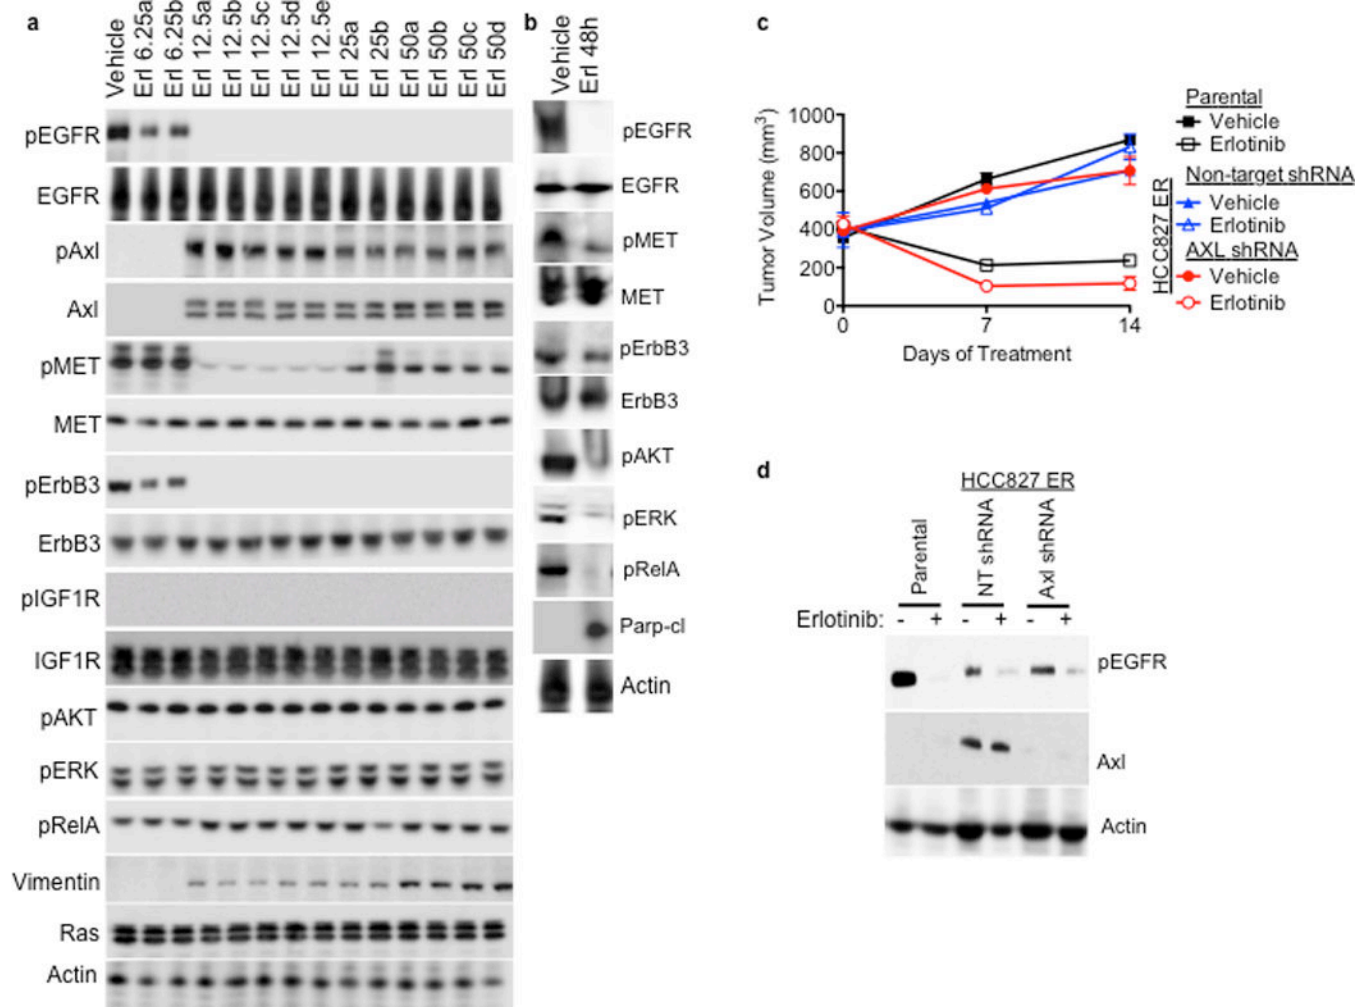 a
Vehicle
Erl 6.25a
Erl 6.25b
Erl 12.5a
Erl 12.5b
Erl 12.5c
Erl 12.5d
Erl 12.5e
Erl 25a
Erl 25b
Erl 50a
Erl 50b
Erl 50c
Erl 50d
pEGFR
EGFR
pAxl
Axl
pMET
MET
pErbB3
ErbB3
pIGF1R
IGF1R
pAKT
pERK
pRelA
Vimentin
Ras
Actin
b
Vehicle
Erl 48h
pEGFR
EGFR
pMET
MET
pErbB3
ErbB3
pAKT
pERK
pRelA
Parp-cl
Actin
c
Tumor Volume (mm³)
1000
800
600
400
200
0
0 7 14
Days of Treatment
Parental
Vehicle
Erlotinib
HCC827 ER
Non-target shRNA
Vehicle
Erlotinib
AXL shRNA
Vehicle
Erlotinib
d
HCC827 ER
Parental
NT shRNA
Axl shRNA
Erlotinib: - + - + - +
pEGFR
Axl
Actin